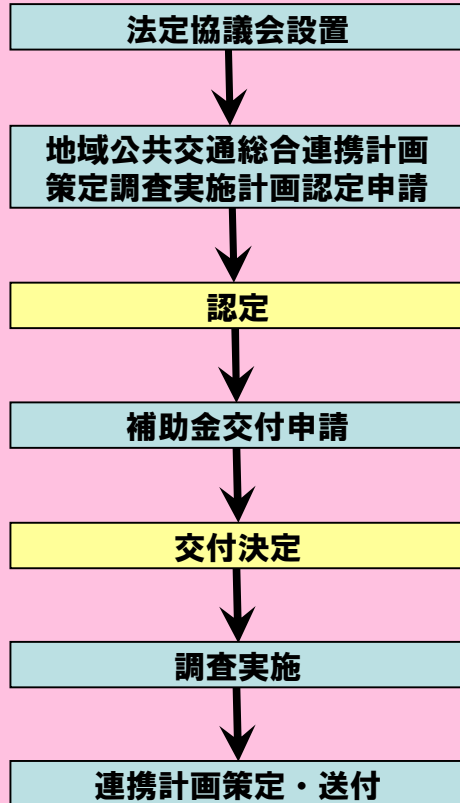 法定協議会設置
地域公共交通総合連携計画
策定調査実施計画認定申請
認定
補助金交付申請
交付決定
調査実施
連携計画策定・送付